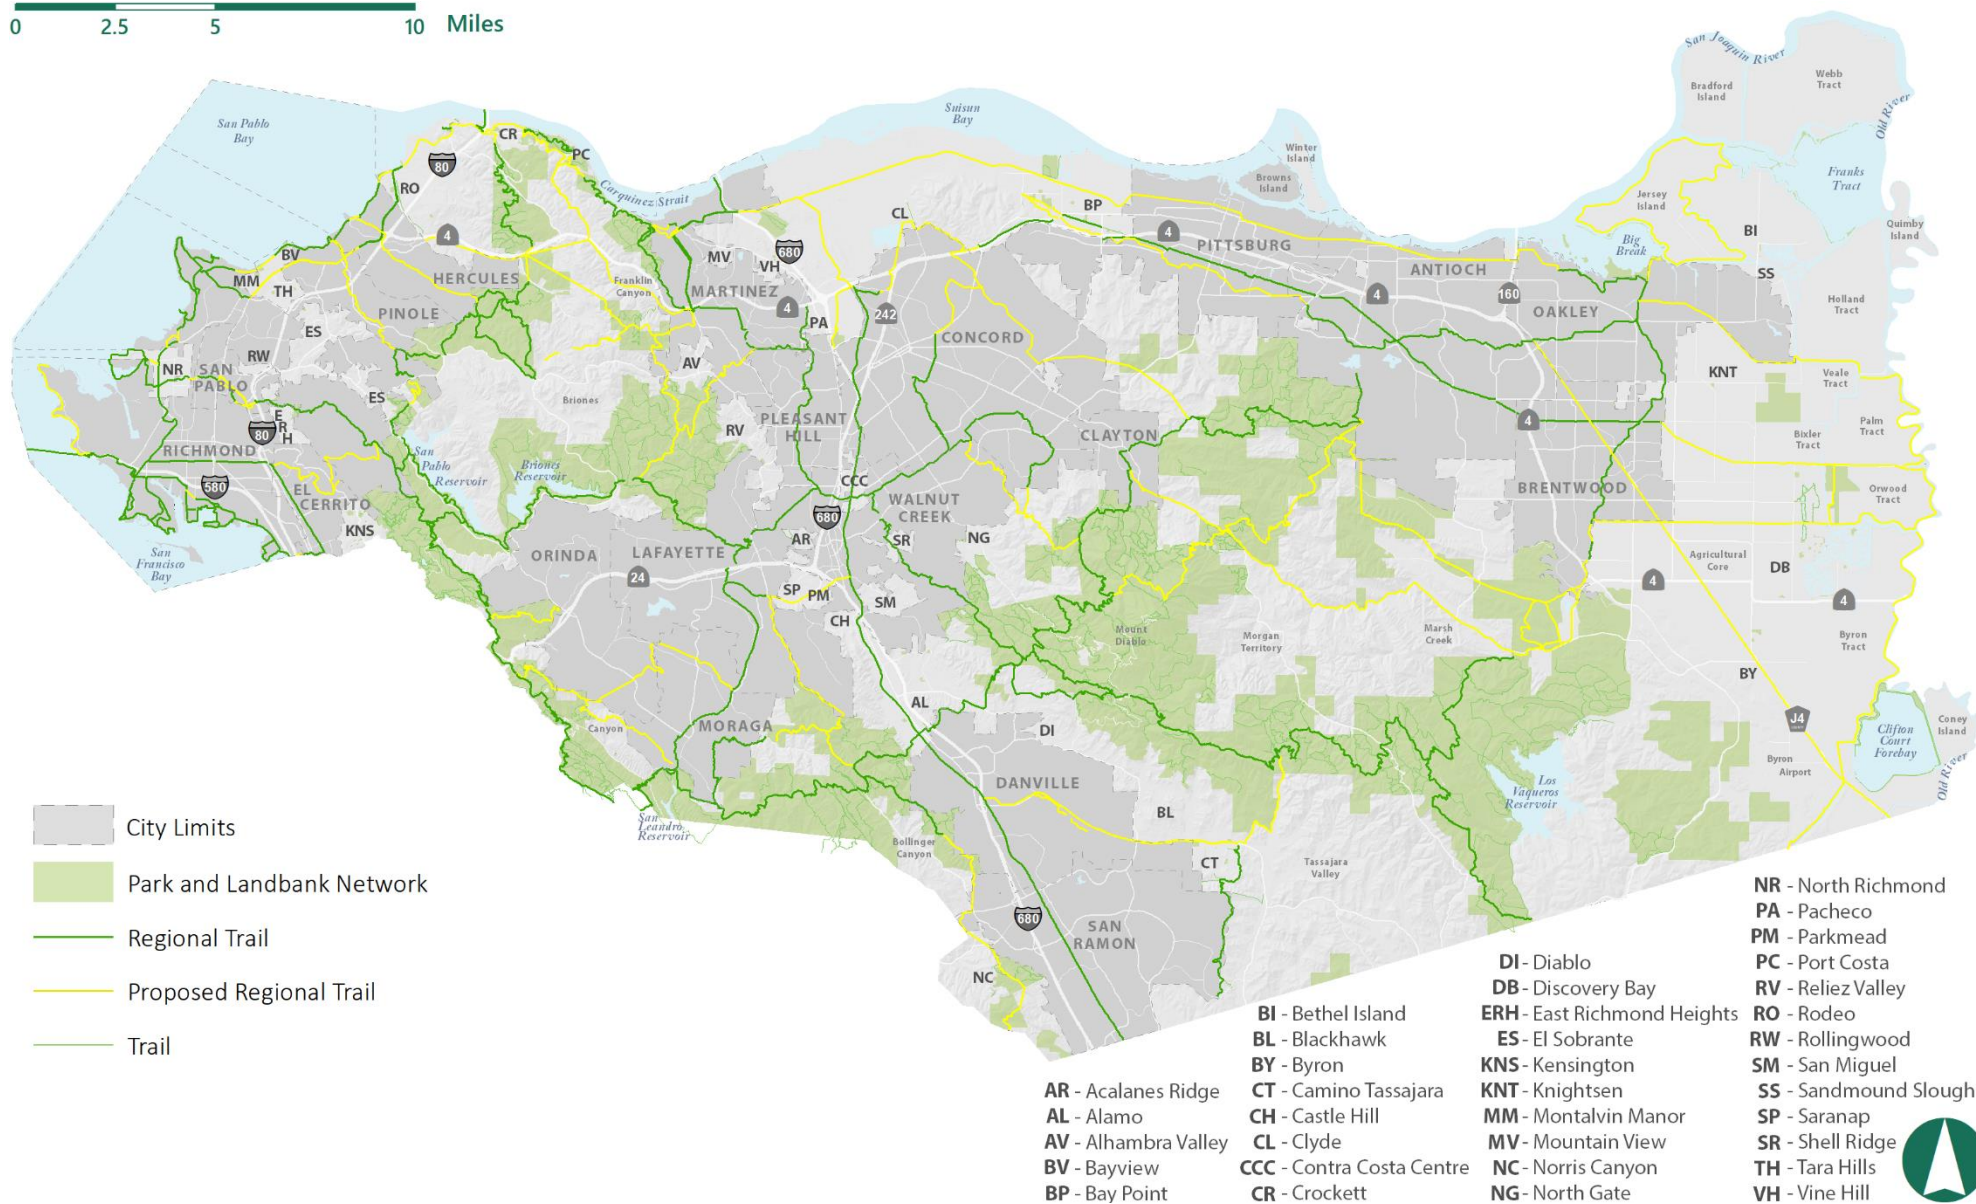 0 2.5 5 10 Miles
San Pablo
Bay
Suisun
Bay
San Joaquin River
Bradford
Island
Webb
Tract
Old River
Franks
Tract
Quimby
Island
Winter
Island
Browns
Island
Jersey
Island
Big
Break
Holland
Tract
Carquinez Strait
CR
PC
80
RO
4
BV
MM
TH
HERCULES
PINOLE
ES
RW
NR
SAN
PABLO
ES
E
R
H
80
RICHMOND
580
EL
CERRITO
KNS
San
Francisco
Bay
San
Pablo
Reservoir
Briones
Reservoir
Briones
Franklin
Canyon
MV
VH
680
MARTINEZ
4
PA
AV
CL
242
BP
4
PITTSBURG
ANTIOCH
4
160
OAKLEY
BI
SS
CONCORD
PLEASANT
HILL
RV
CLAYTON
CCC
WALNUT
CREEK
680
AR
SR
NG
ORINDA
LAFAYETTE
24
SP
PM
SM
CH
KNT
Veale
Tract
Palm
Tract
Bixler
Tract
Orwood
Tract
4
BRENTWOOD
Agricultural
Core
DB
4
4
Byron
Tract
Mount
Diablo
Morgan
Territory
Marsh
Creek
BY
J4
Clifton
Court
Forebay
Coney
Island
Old River
Byron
Airport
Los
Vaqueros
Reservoir
AL
DI
Canyon
MORAGA
DANVILLE
BL
San
Leandro
Reservoir
Bollinger
Canyon
CT
Tassajara
Valley
680
SAN
RAMON
NC
City Limits
Park and Landbank Network
Regional Trail
Proposed Regional Trail
Trail
AR - Acalanes Ridge
AL - Alamo
AV - Alhambra Valley
BV - Bayview
BP - Bay Point
BI - Bethel Island
BL - Blackhawk
BY - Byron
CT - Camino Tassajara
CH - Castle Hill
CL - Clyde
CCC - Contra Costa Centre
CR - Crockett
DI - Diablo
DB - Discovery Bay
ERH - East Richmond Heights
ES - El Sobrante
KNS - Kensington
KNT - Knightsen
MM - Montalvin Manor
MV - Mountain View
NC - Norris Canyon
NG - North Gate
NR - North Richmond
PA - Pacheco
PM - Parkmead
PC - Port Costa
RV - Reliez Valley
RO - Rodeo
RW - Rollingwood
SM - San Miguel
SS - Sandmound Slough
SP - Saranap
SR - Shell Ridge
TH - Tara Hills
VH - Vine Hill